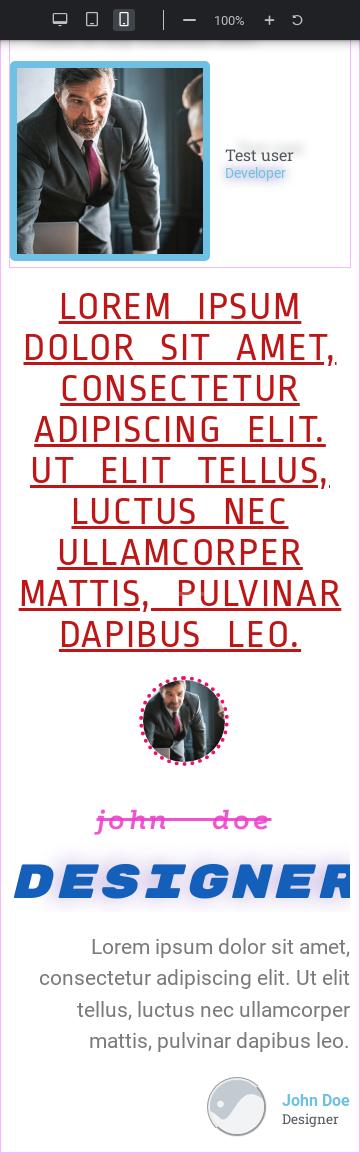 100%
Test user
Developer
LOREM IPSUM
DOLOR SIT AMET,
CONSECTETUR
ADIPISCING ELIT.
UT ELIT TELLUS,
LUCTUS NEC
ULLAMCORPER
MATTIS, PULVINAR
DAPIBUS LEO.
john doe
DESIGNER
Lorem ipsum dolor sit amet,
consectetur adipiscing elit. Ut elit
tellus, luctus nec ullamcorper
mattis, pulvinar dapibus leo.
John Doe
Designer